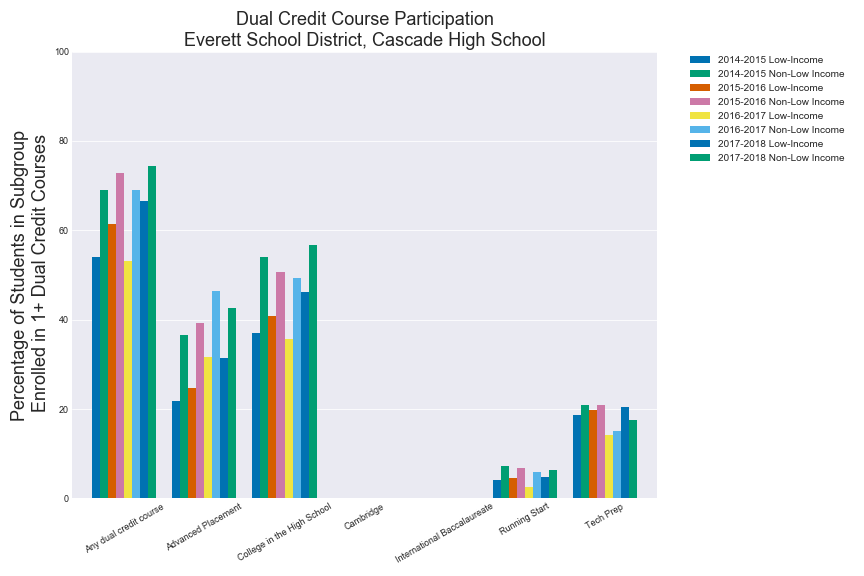 Dual Credit Course Participation
Everett School District, Cascade High School
Percentage of Students in Subgroup
Enrolled in 1+ Dual Credit Courses
100
80
60
40
20
0
Any dual credit course
Advanced Placement
College in the High School
Cambridge
International Baccalaureate
Running Start
Tech Prep
2014-2015 Low-Income
2014-2015 Non-Low Income
2015-2016 Low-Income
2015-2016 Non-Low Income
2016-2017 Low-Income
2016-2017 Non-Low Income
2017-2018 Low-Income
2017-2018 Non-Low Income